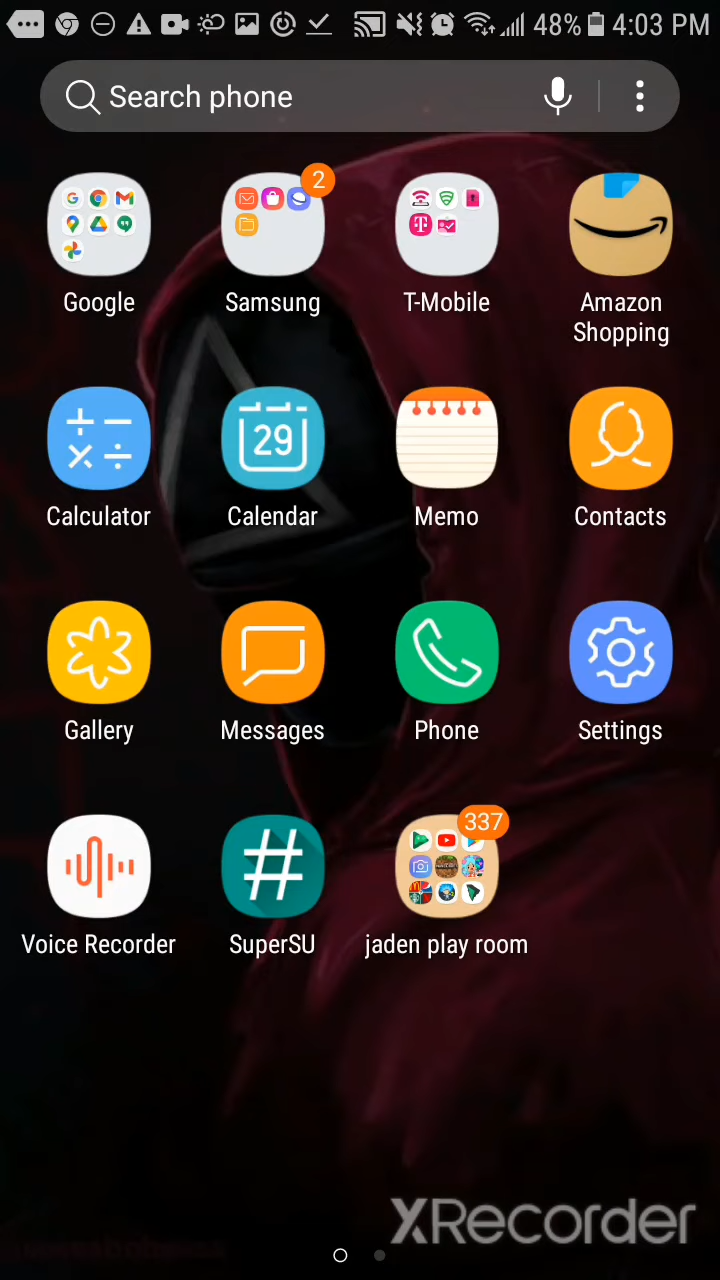 48% 4:03 PM
Search phone
2
Google Samsung T-Mobile Amazon Shopping
29
Calculator Calendar Memo Contacts
Gallery Messages Phone Settings
337
Voice Recorder SuperSU jaden play room
XRecorder